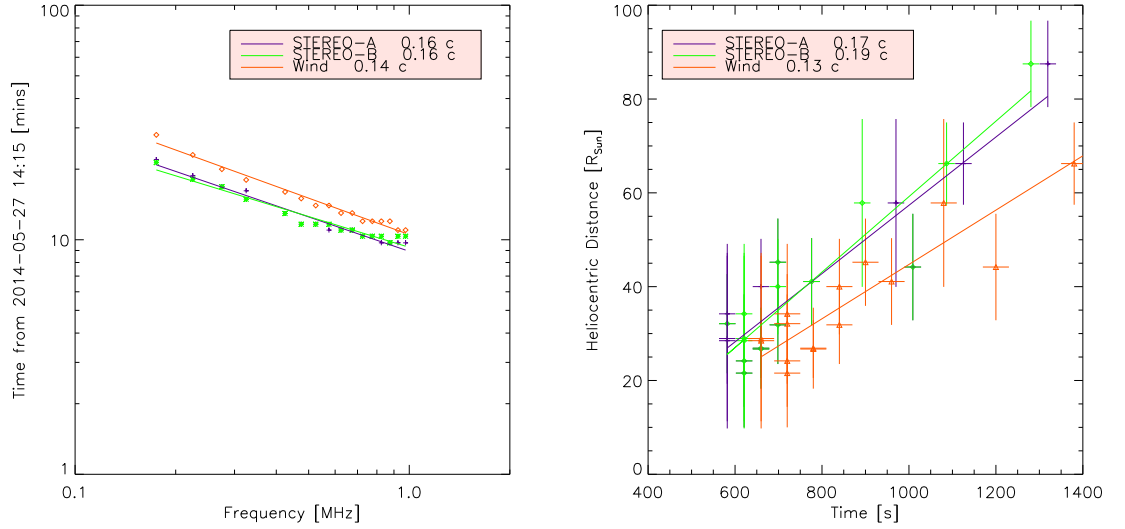 100
10
1
Time from 2014-05-27 14:15 [mins]
STEREO-A 0.16 c
STEREO-B 0.16 c
Wind 0.14 c
0.1
1.0
Frequency [MHz]
100
80
60
40
20
0
Heliocentric Distance [RSun]
STEREO-A 0.17 c
STEREO-B 0.19 c
Wind 0.13 c
400 600 800 1000 1200 1400
Time [s]